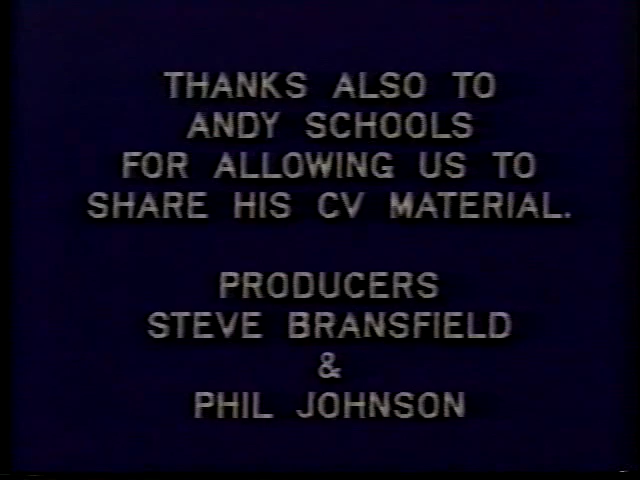 THANKS ALSO TO
ANDY SCHOOLS
FOR ALLOWING US TO
SHARE HIS CV MATERIAL.
PRODUCERS
STEVE BRANSFIELD
&
PHIL JOHNSON